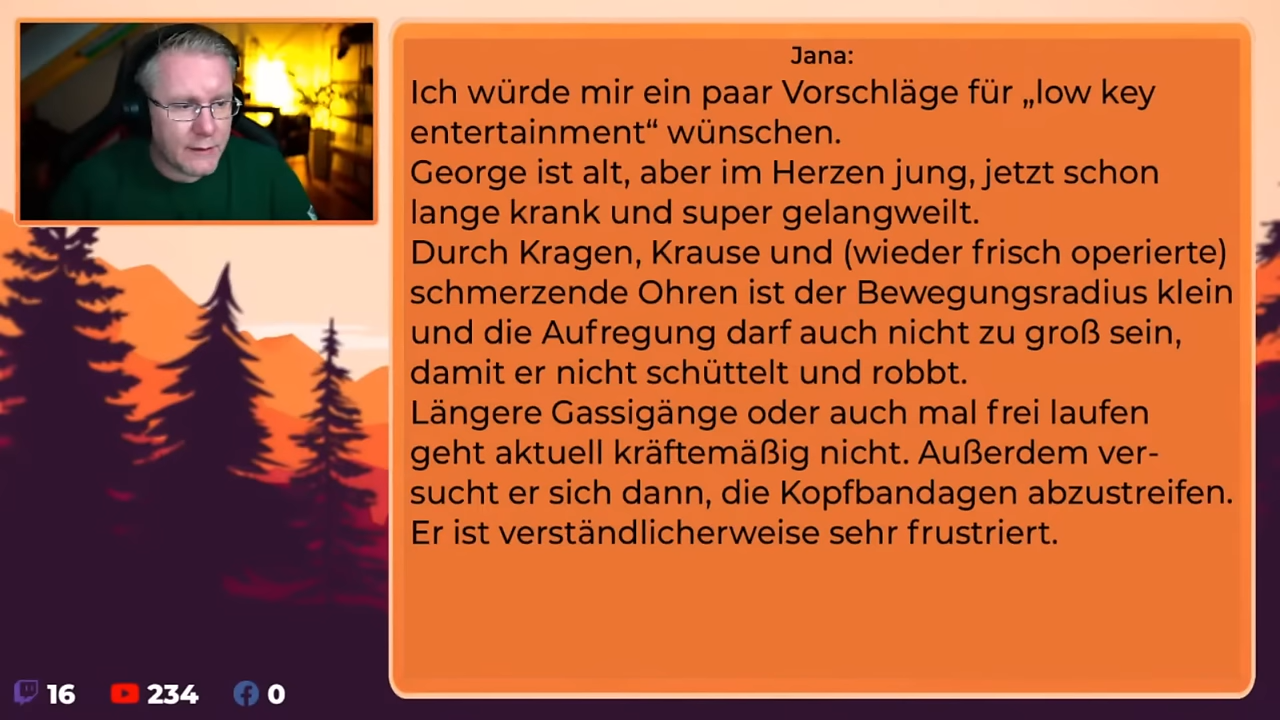 Jana:
Ich würde mir ein paar Vorschläge für „low key
entertainment“ wünschen.
George ist alt, aber im Herzen jung, jetzt schon
lange krank und super gelangweilt.
Durch Kragen, Krause und (wieder frisch operierte)
schmerzende Ohren ist der Bewegungsradius klein
und die Aufregung darf auch nicht zu groß sein,
damit er nicht schüttelt und robbt.
Längere Gassigänge oder auch mal frei laufen
geht aktuell kräftemäßig nicht. Außerdem ver-
sucht er sich dann, die Kopfbandagen abzustreifen.
Er ist verständlicherweise sehr frustriert.
16 234 0